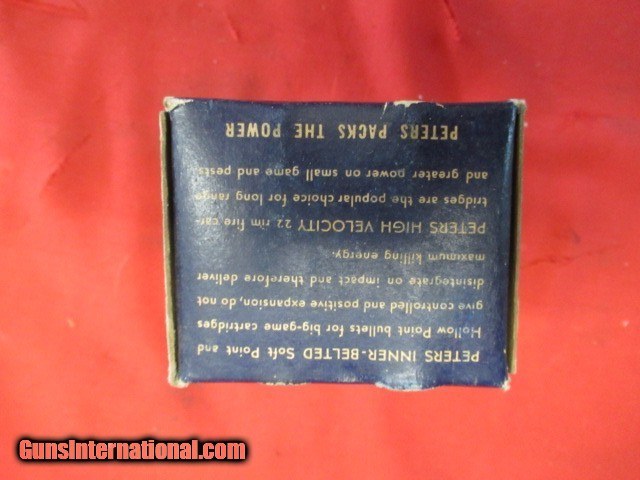 PETERS INNER-BELTED Soft Point and
Hollow Point bullets for big-game cartridges
give controlled and positive expansion, do not
disintegrate on impact and therefore deliver
maximum killing energy.
PETERS HIGH VELOCITY 22 rim fire car-
tridges are the popular choice for long range
and greater power on small game and pests
PETERS PACKS THE POWER
GunsInternational.com